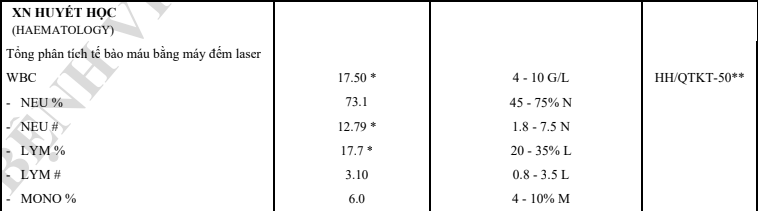 XN HUYẾT HỌC
(HAEMATOLOGY)
Tổng phân tích tế bào máu bằng máy đếm laser
WBC 17.50 * 4 - 10 G/L HH/QTKT-50**
- NEU % 73.1 45 - 75% N
- NEU # 12.79 * 1.8 - 7.5 N
- LYM % 17.7 * 20 - 35% L
- LYM # 3.10 0.8 - 3.5 L
- MONO % 6.0 4 - 10% M
BỆNH VI